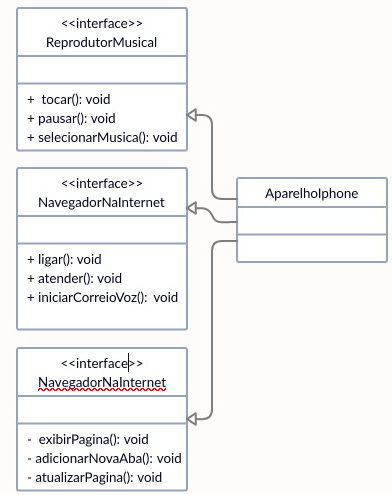 <<interface>>
ReprodutorMusical
+ tocar(): void
+ pausar(): void
+ selecionarMusica(): void
<<interface>>
NavegadorNaInternet
+ ligar(): void
+ atender(): void
+ iniciarCorreioVoz(): void
AparelhoIphone
<<interface>>
NavegadorNaInternet
- exibirPagina(): void
- adicionarNovaAba(): void
- atualizarPagina(): void